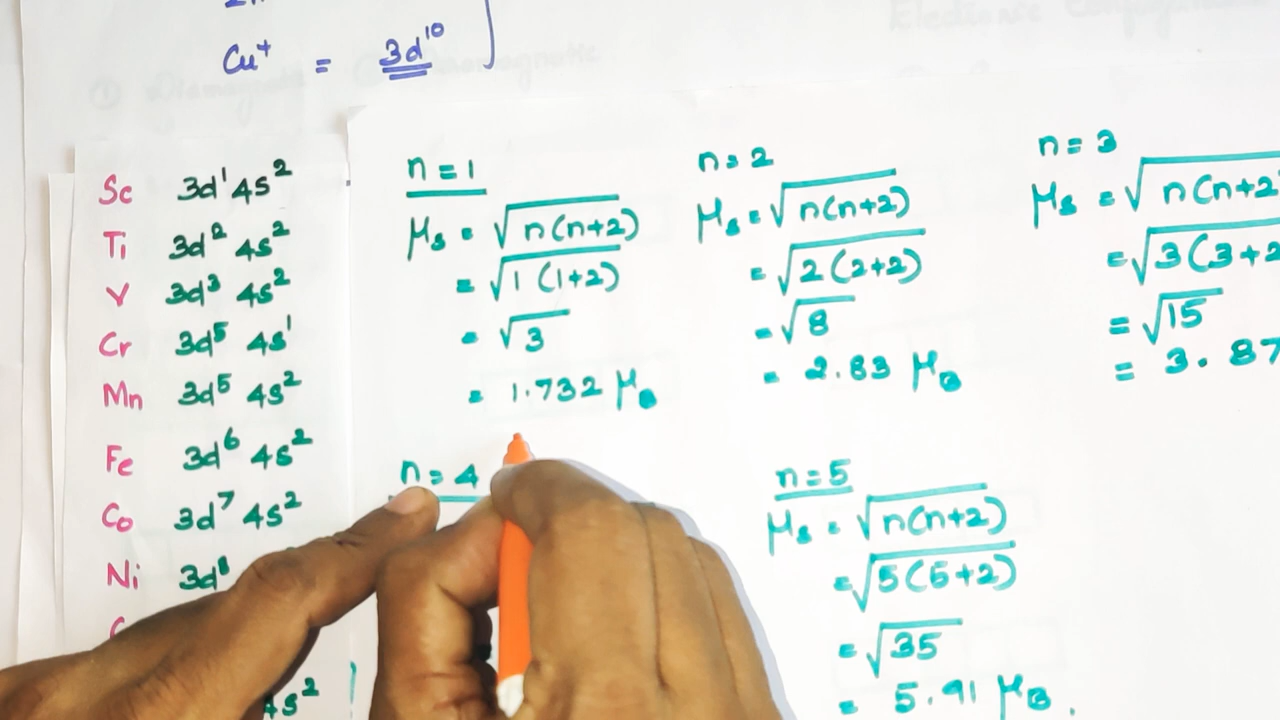 Cu⁺ = 3d¹⁰
Sc 3d¹4s²
Ti 3d² 4s²
V 3d³ 4s²
Cr 3d⁵ 4s¹
Mn 3d⁵ 4s²
Fe 3d⁶ 4s²
Co 3d⁷ 4s²
Ni 3d⁸
4s²
n = 1
μs = √n(n+2)
= √1(1+2)
= √3
= 1.732 μB
n = 2
μs = √n(n+2)
= √2(2+2)
= √8
= 2.83 μB
n = 3
μs = √n(n+2
= √3(3+2
= √15
= 3.87
n = 4
n = 5
μs = √n(n+2)
= √5(5+2)
= √35
= 5.91 μB.